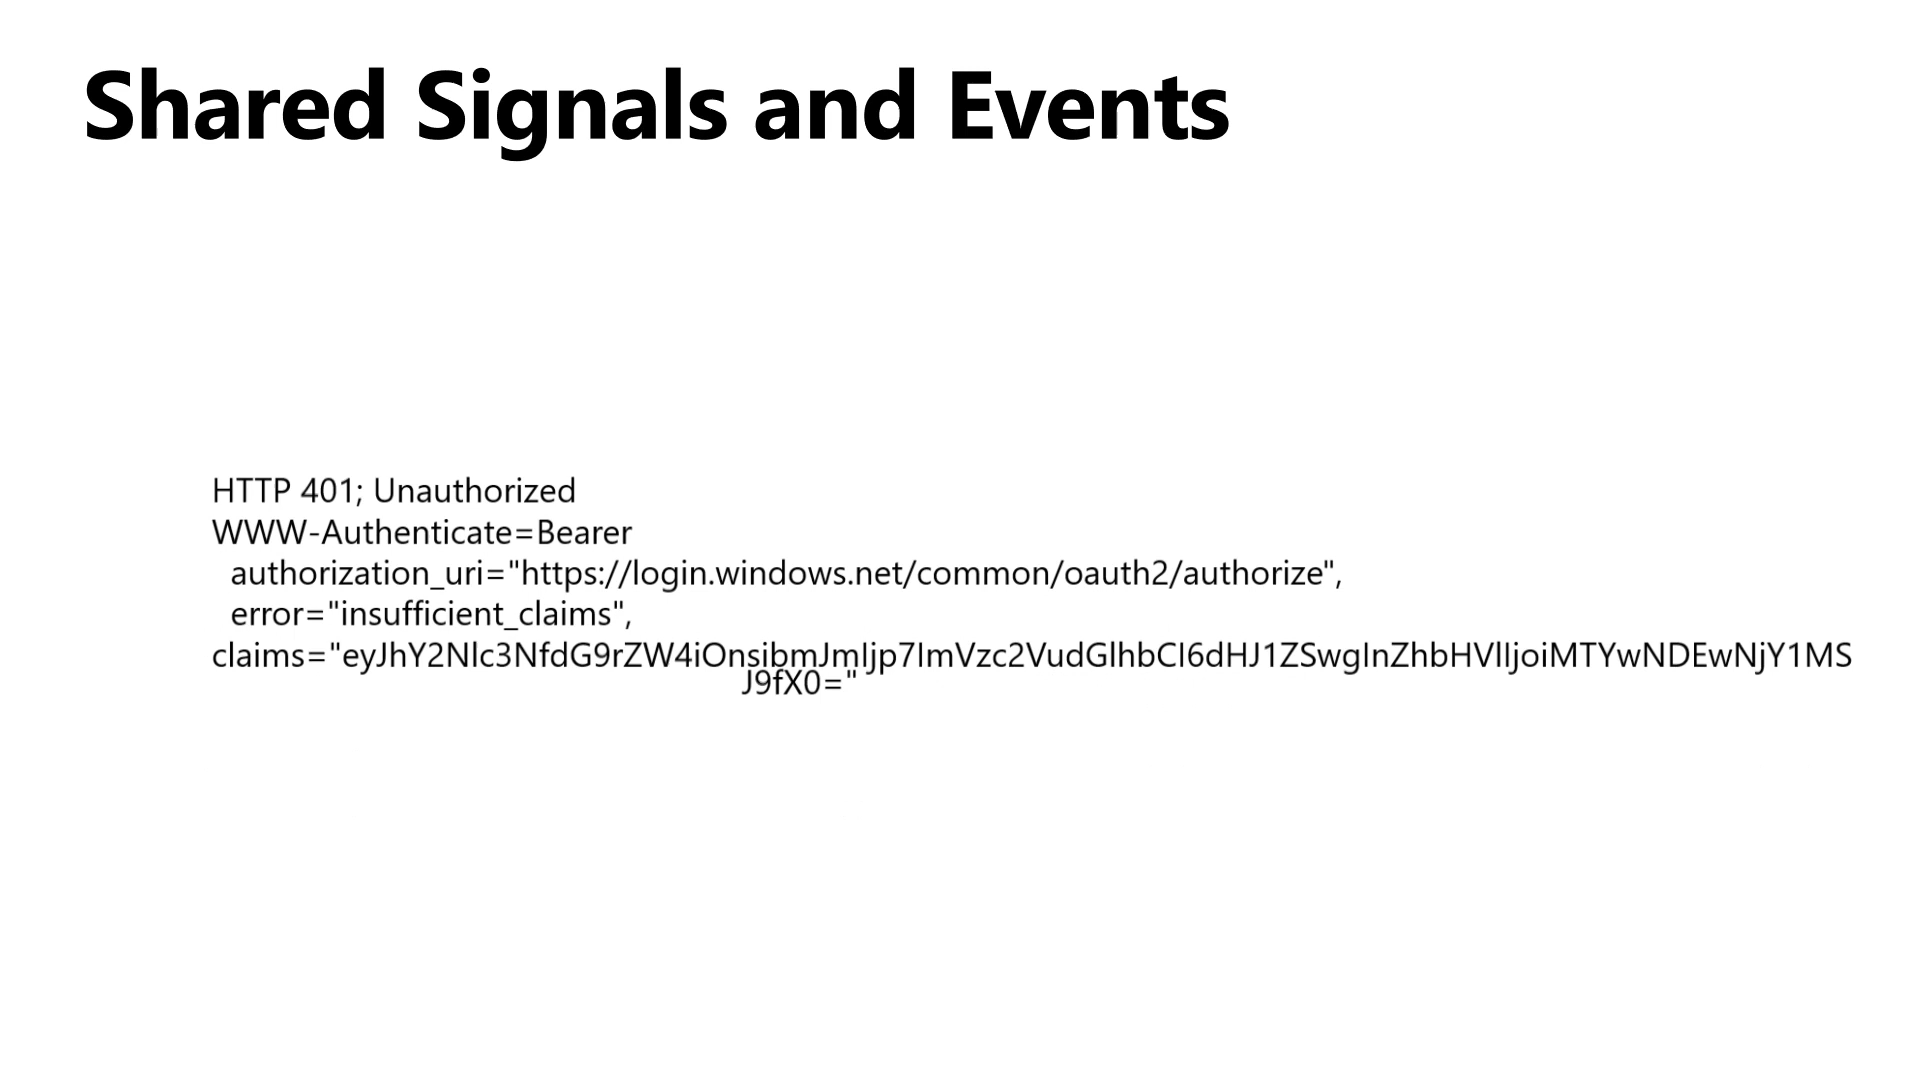 Shared Signals and Events
HTTP 401; Unauthorized
WWW-Authenticate=Bearer
authorization_uri="https://login.windows.net/common/oauth2/authorize",
error="insufficient_claims",
claims="eyJhY2Nlc3NfdG9rZW4iOnsibmJmIjp7ImVzc2VudGlhbCI6dHJ1ZSwgInZhbHVlIjoiMTYwNDEwNjY1MS
J9fX0="